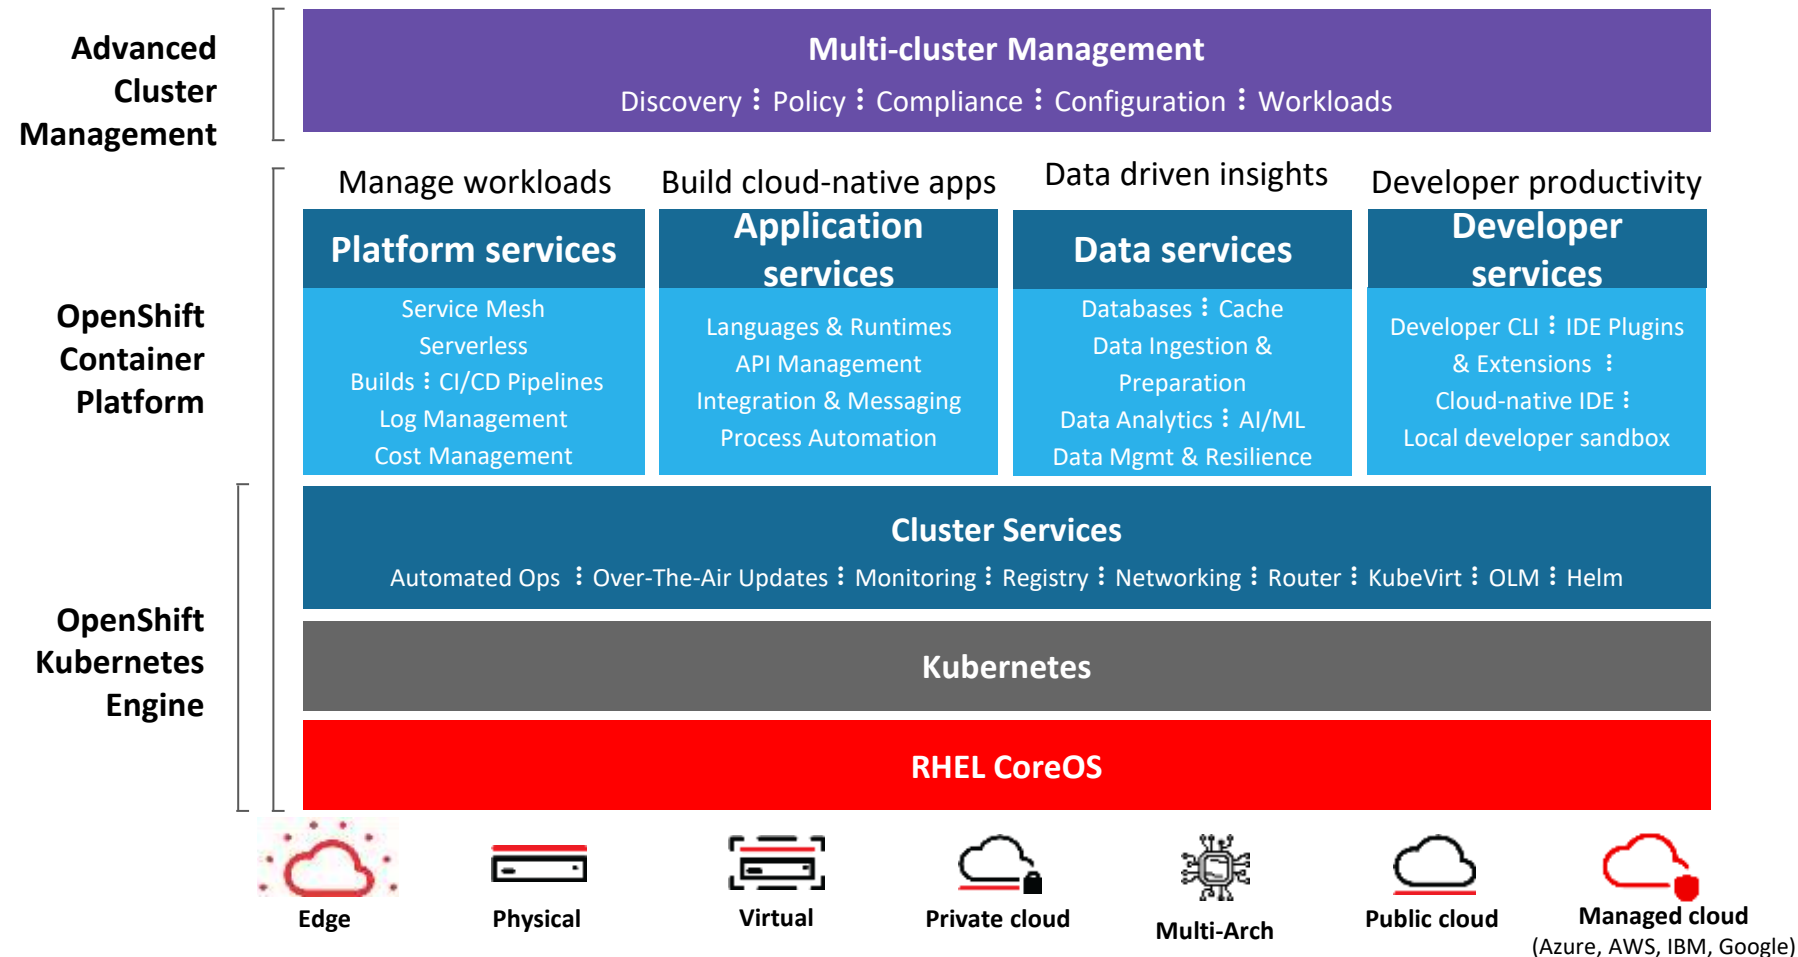 Advanced
Cluster
Management
Multi-cluster Management
Discovery ⋮ Policy ⋮ Compliance ⋮ Configuration ⋮ Workloads
OpenShift
Container
Platform
Manage workloads
Platform services
Service Mesh
Serverless
Builds ⋮ CI/CD Pipelines
Log Management
Cost Management
Build cloud-native apps
Application
services
Languages & Runtimes
API Management
Integration & Messaging
Process Automation
Data driven insights
Data services
Databases ⋮ Cache
Data Ingestion &
Preparation
Data Analytics ⋮ AI/ML
Data Mgmt & Resilience
Developer productivity
Developer
services
Developer CLI ⋮ IDE Plugins
& Extensions ⋮
Cloud-native IDE ⋮
Local developer sandbox
OpenShift
Kubernetes
Engine
Cluster Services
Automated Ops ⋮ Over-The-Air Updates ⋮ Monitoring ⋮ Registry ⋮ Networking ⋮ Router ⋮ KubeVirt ⋮ OLM ⋮ Helm
Kubernetes
RHEL CoreOS
Edge
Physical
Virtual
Private cloud
Multi-Arch
Public cloud
Managed cloud
(Azure, AWS, IBM, Google)